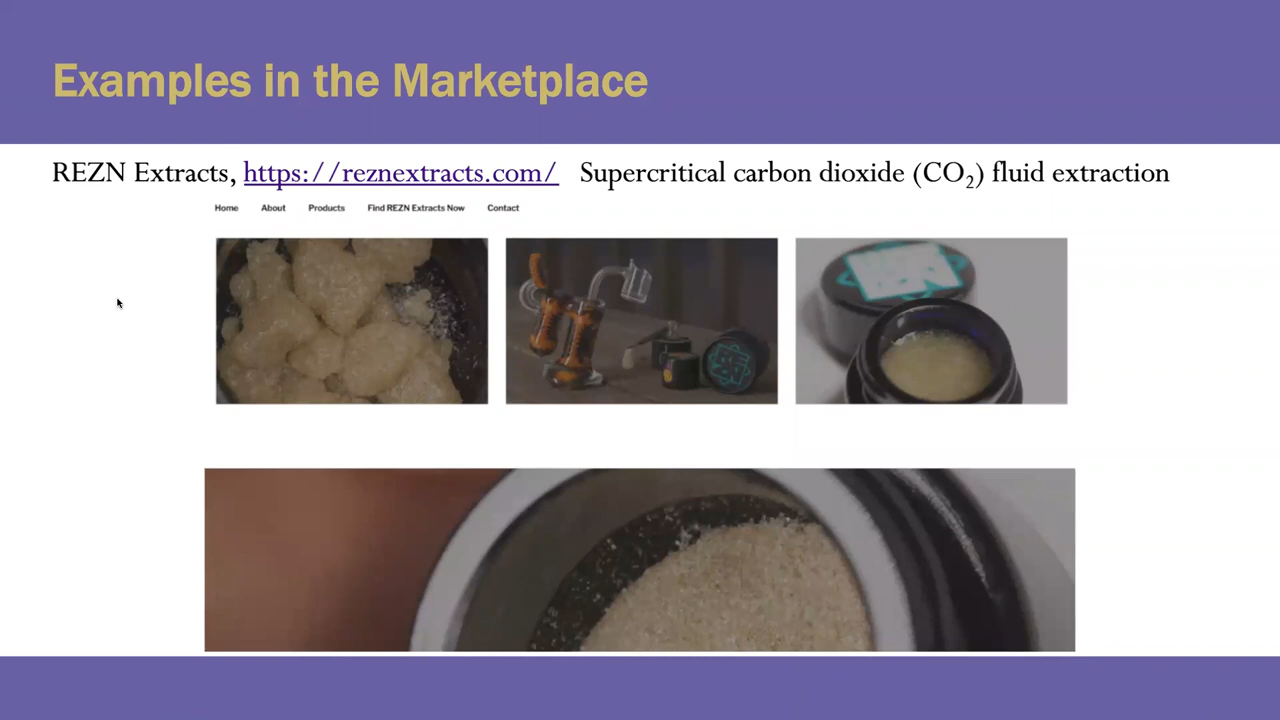 Examples in the Marketplace
REZN Extracts, https://reznextracts.com/ Supercritical carbon dioxide (CO₂) fluid extraction
Home About Products Find REZN Extracts Now Contact